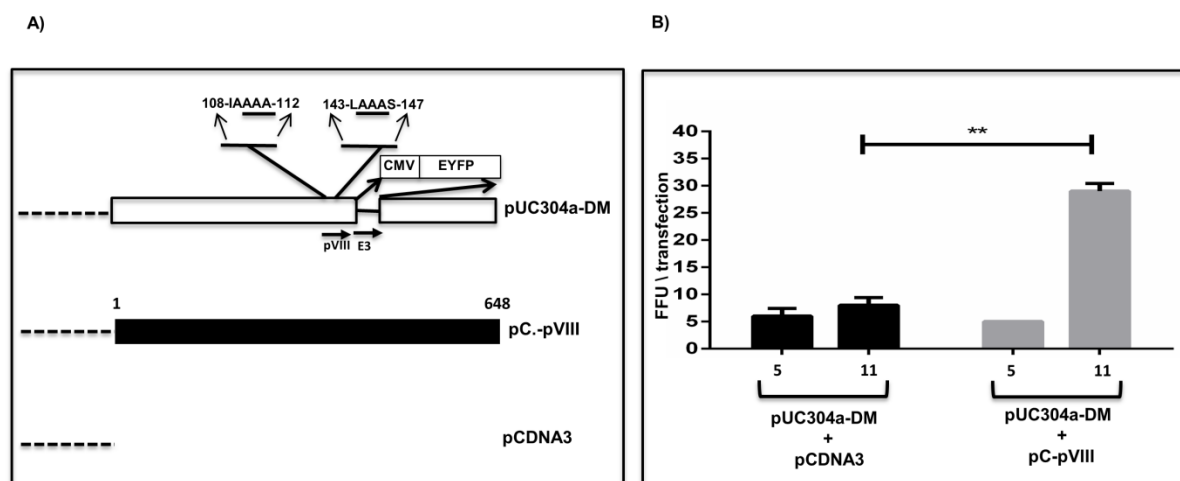 A)
108-IAAAA-112 143-LAAAS-147
CMV EYFP
pUC304a-DM
pVIII E3
1 648
pC.-pVIII
pCDNA3
B)
**
FFU \ transfection
40
35
30
25
20
15
10
5
0
5 11 5 11
pUC304a-DM
+
pCDNA3
pUC304a-DM
+
pC-pVIII